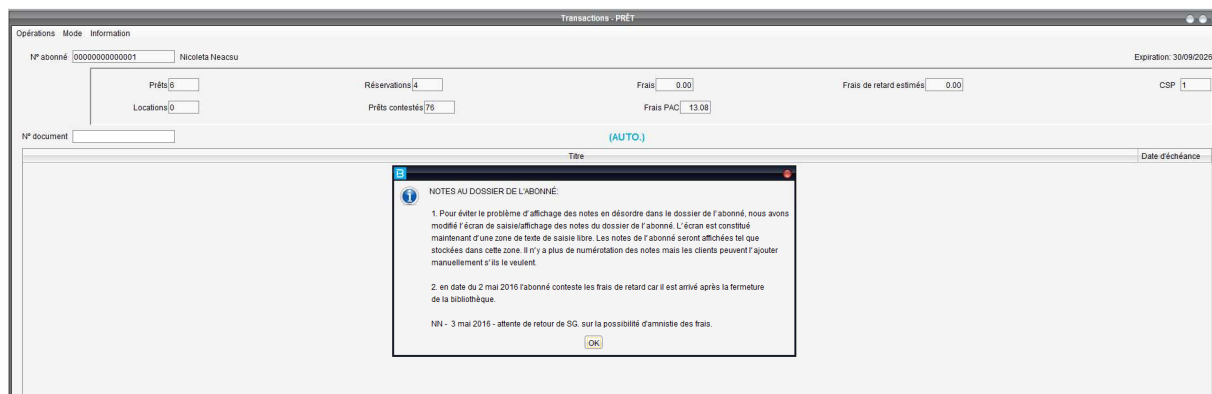 Transactions - PRÊT
Opérations Mode Information
Nº abonné 00000000000001 Nicoleta Neacsu Expiration: 30/09/2026
Prêts 6 Réservations 4 Frais 0.00 Frais de retard estimés 0.00 CSP 1
Locations 0 Prêts contestés 76 Frais PAC 13.08
Nº document (AUTO.)
Titre Date d'échéance
B
NOTES AU DOSSIER DE L'ABONNÉ:
1. Pour éviter le problème d'affichage des notes en désordre dans le dossier de l'abonné, nous avons
modifié l'écran de saisie/affichage des notes du dossier de l'abonné. L'écran est constitué
maintenant d'une zone de texte de saisie libre. Les notes de l'abonné seront affichées tel que
stockées dans cette zone. Il n'y a plus de numérotation des notes mais les clients peuvent l'ajouter
manuellement s'ils le veulent.
2. en date du 2 mai 2016 l'abonné conteste les frais de retard car il est arrivé après la fermeture
de la bibliothèque.
NN - 3 mai 2016 - attente de retour de SG. sur la possibilité d'amnistie des frais.
OK